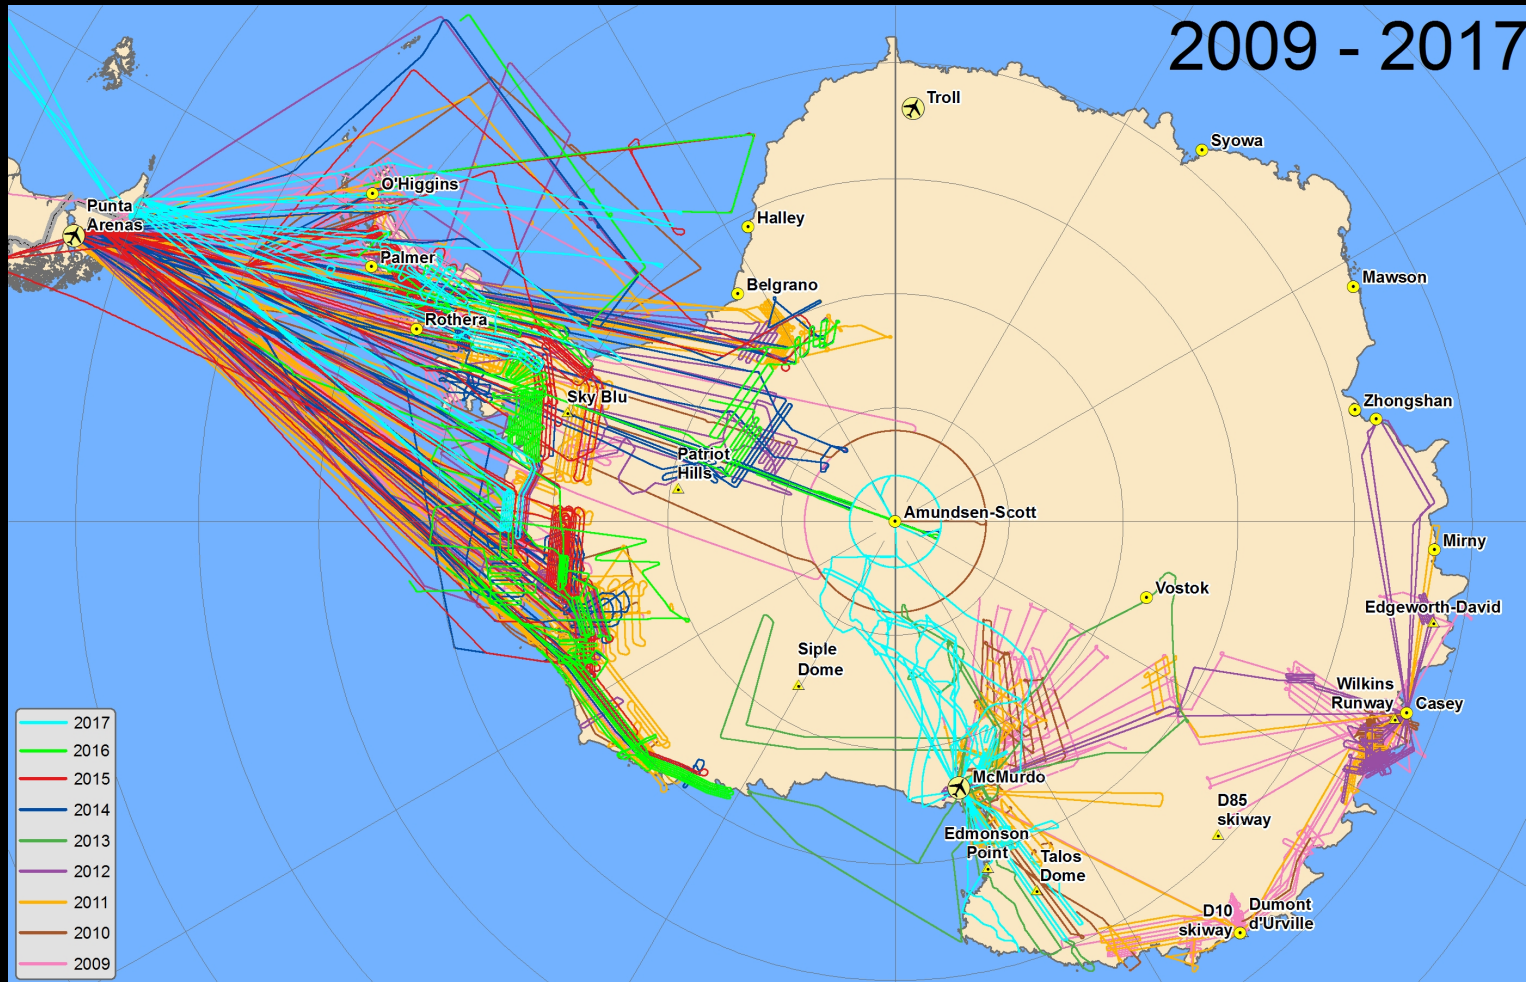 2009 - 2017
Troll
Syowa
O'Higgins
Punta
Arenas
Halley
Palmer
Mawson
Belgrano
Rothera
Sky Blu
Zhongshan
Patriot
Hills
Amundsen-Scott
Mirny
Vostok
Edgeworth-David
Siple
Dome
Wilkins
Runway
Casey
McMurdo
D85
skiway
Edmonson
Point
Talos
Dome
D10
skiway
Dumont
d'Urville
2017
2016
2015
2014
2013
2012
2011
2010
2009